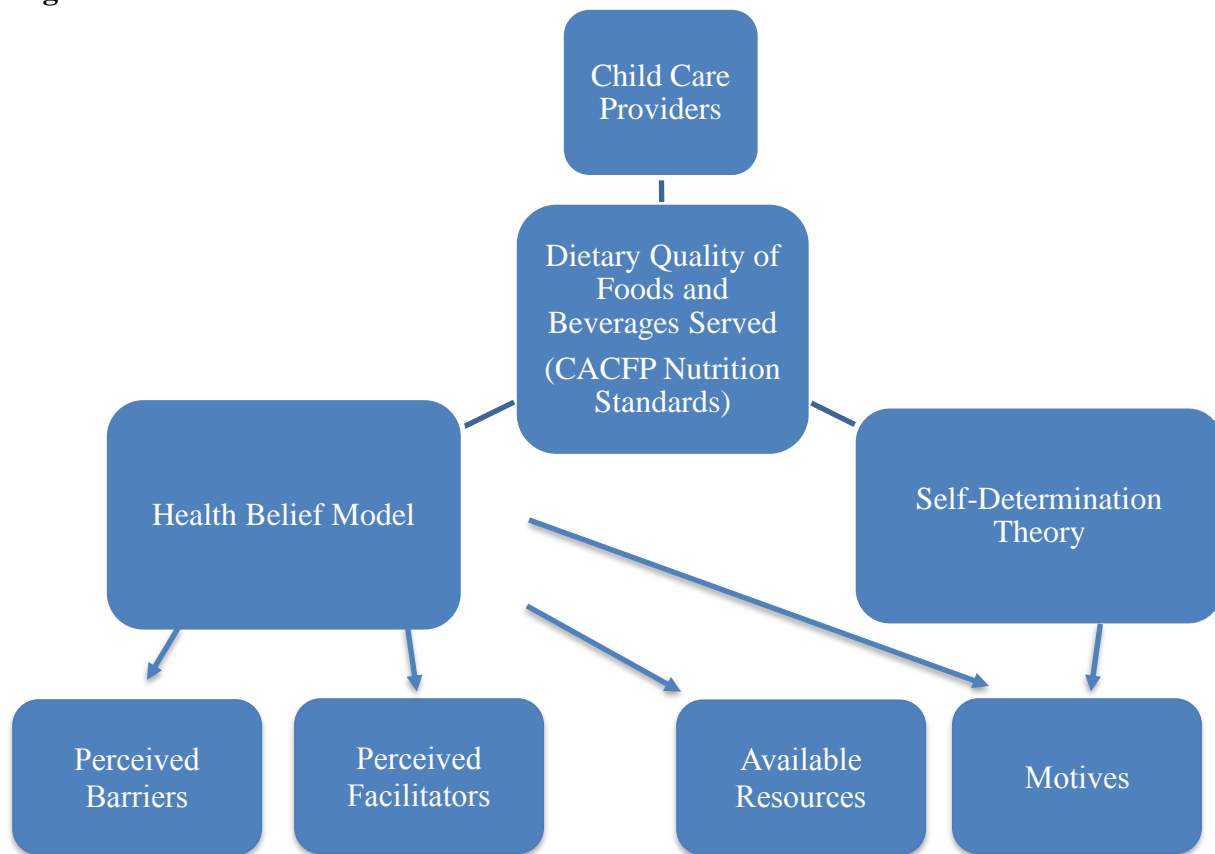 Child Care
Providers
Dietary Quality of
Foods and
Beverages Served
(CACFP Nutrition
Standards)
Health Belief Model
Self-Determination
Theory
Perceived
Barriers
Perceived
Facilitators
Available
Resources
Motives